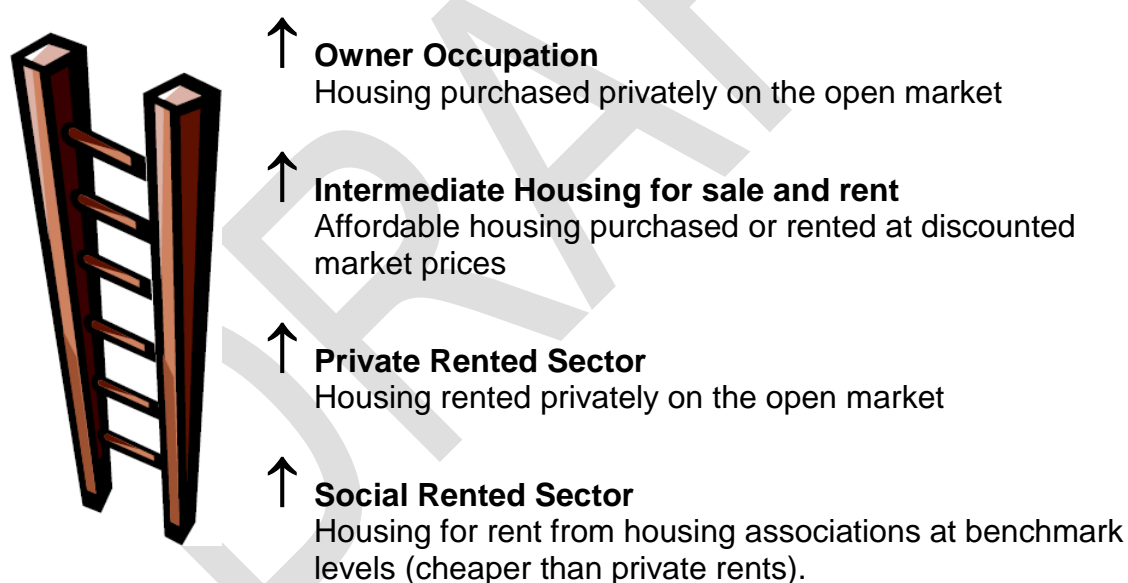 ↑ Owner Occupation
Housing purchased privately on the open market
↑ Intermediate Housing for sale and rent
Affordable housing purchased or rented at discounted
market prices
↑ Private Rented Sector
Housing rented privately on the open market
↑ Social Rented Sector
Housing for rent from housing associations at benchmark
levels (cheaper than private rents).